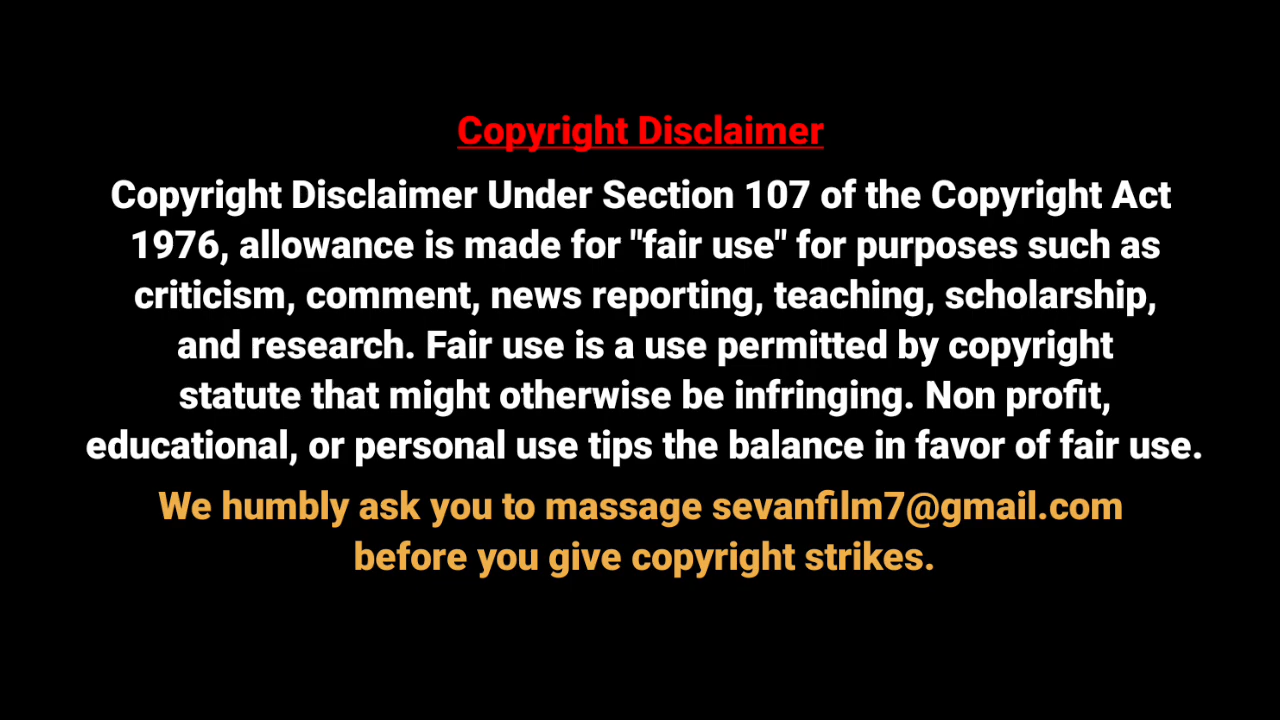 Copyright Disclaimer
Copyright Disclaimer Under Section 107 of the Copyright Act
1976, allowance is made for "fair use" for purposes such as
criticism, comment, news reporting, teaching, scholarship,
and research. Fair use is a use permitted by copyright
statute that might otherwise be infringing. Non profit,
educational, or personal use tips the balance in favor of fair use.
We humbly ask you to massage sevanfilm7@gmail.com
before you give copyright strikes.